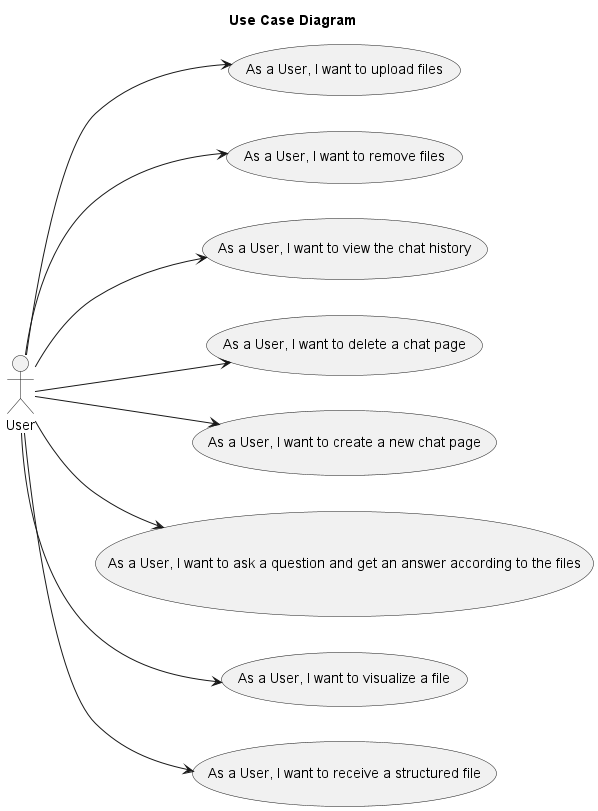 Use Case Diagram
As a User, I want to upload files
As a User, I want to remove files
As a User, I want to view the chat history
As a User, I want to delete a chat page
User
As a User, I want to create a new chat page
As a User, I want to ask a question and get an answer according to the files
As a User, I want to visualize a file
As a User, I want to receive a structured file